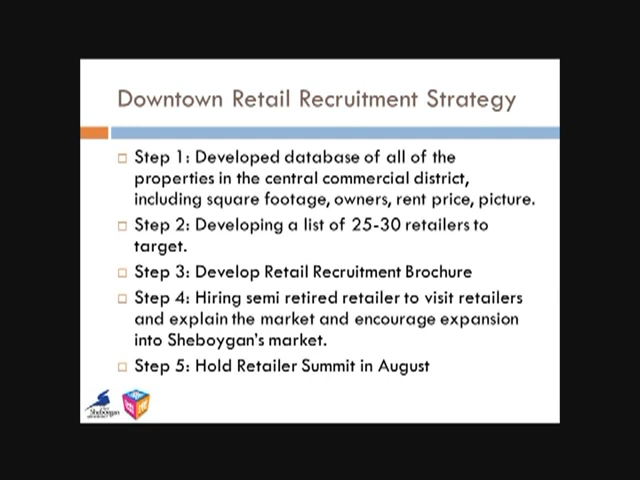 Downtown Retail Recruitment Strategy
Step 1: Developed database of all of the
properties in the central commercial district,
including square footage, owners, rent price, picture.
Step 2: Developing a list of 25-30 retailers to
target.
Step 3: Develop Retail Recruitment Brochure
Step 4: Hiring semi retired retailer to visit retailers
and explain the market and encourage expansion
into Sheboygan's market.
Step 5: Hold Retailer Summit in August
Sheboygan